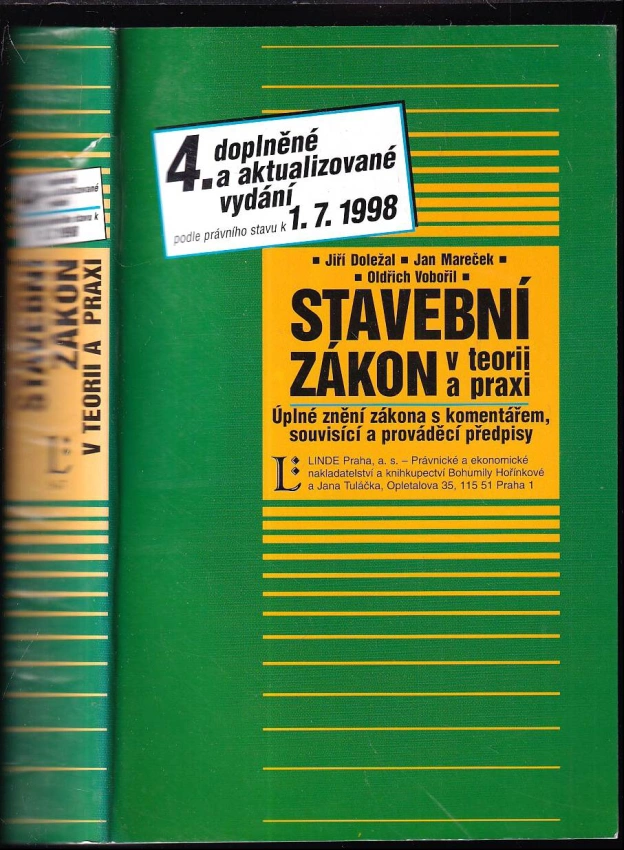 4. doplněné
a aktualizované
vydání
podle právního stavu k 1. 7. 1998
▪ Jiří Doležal ▪ Jan Mareček ▪
▪ Oldřich Vobořil ▪
STAVEBNÍ
ZÁKON v teorii
a praxi
Úplné znění zákona s komentářem,
souvisící a prováděcí předpisy
LINDE Praha, a. s. – Právnické a ekonomické
nakladatelství a knihkupectví Bohumily Hořínkové
a Jana Tuláčka, Opletalova 35, 115 51 Praha 1
STAVEBNÍ
ZÁKON
V TEORII A PRAXI